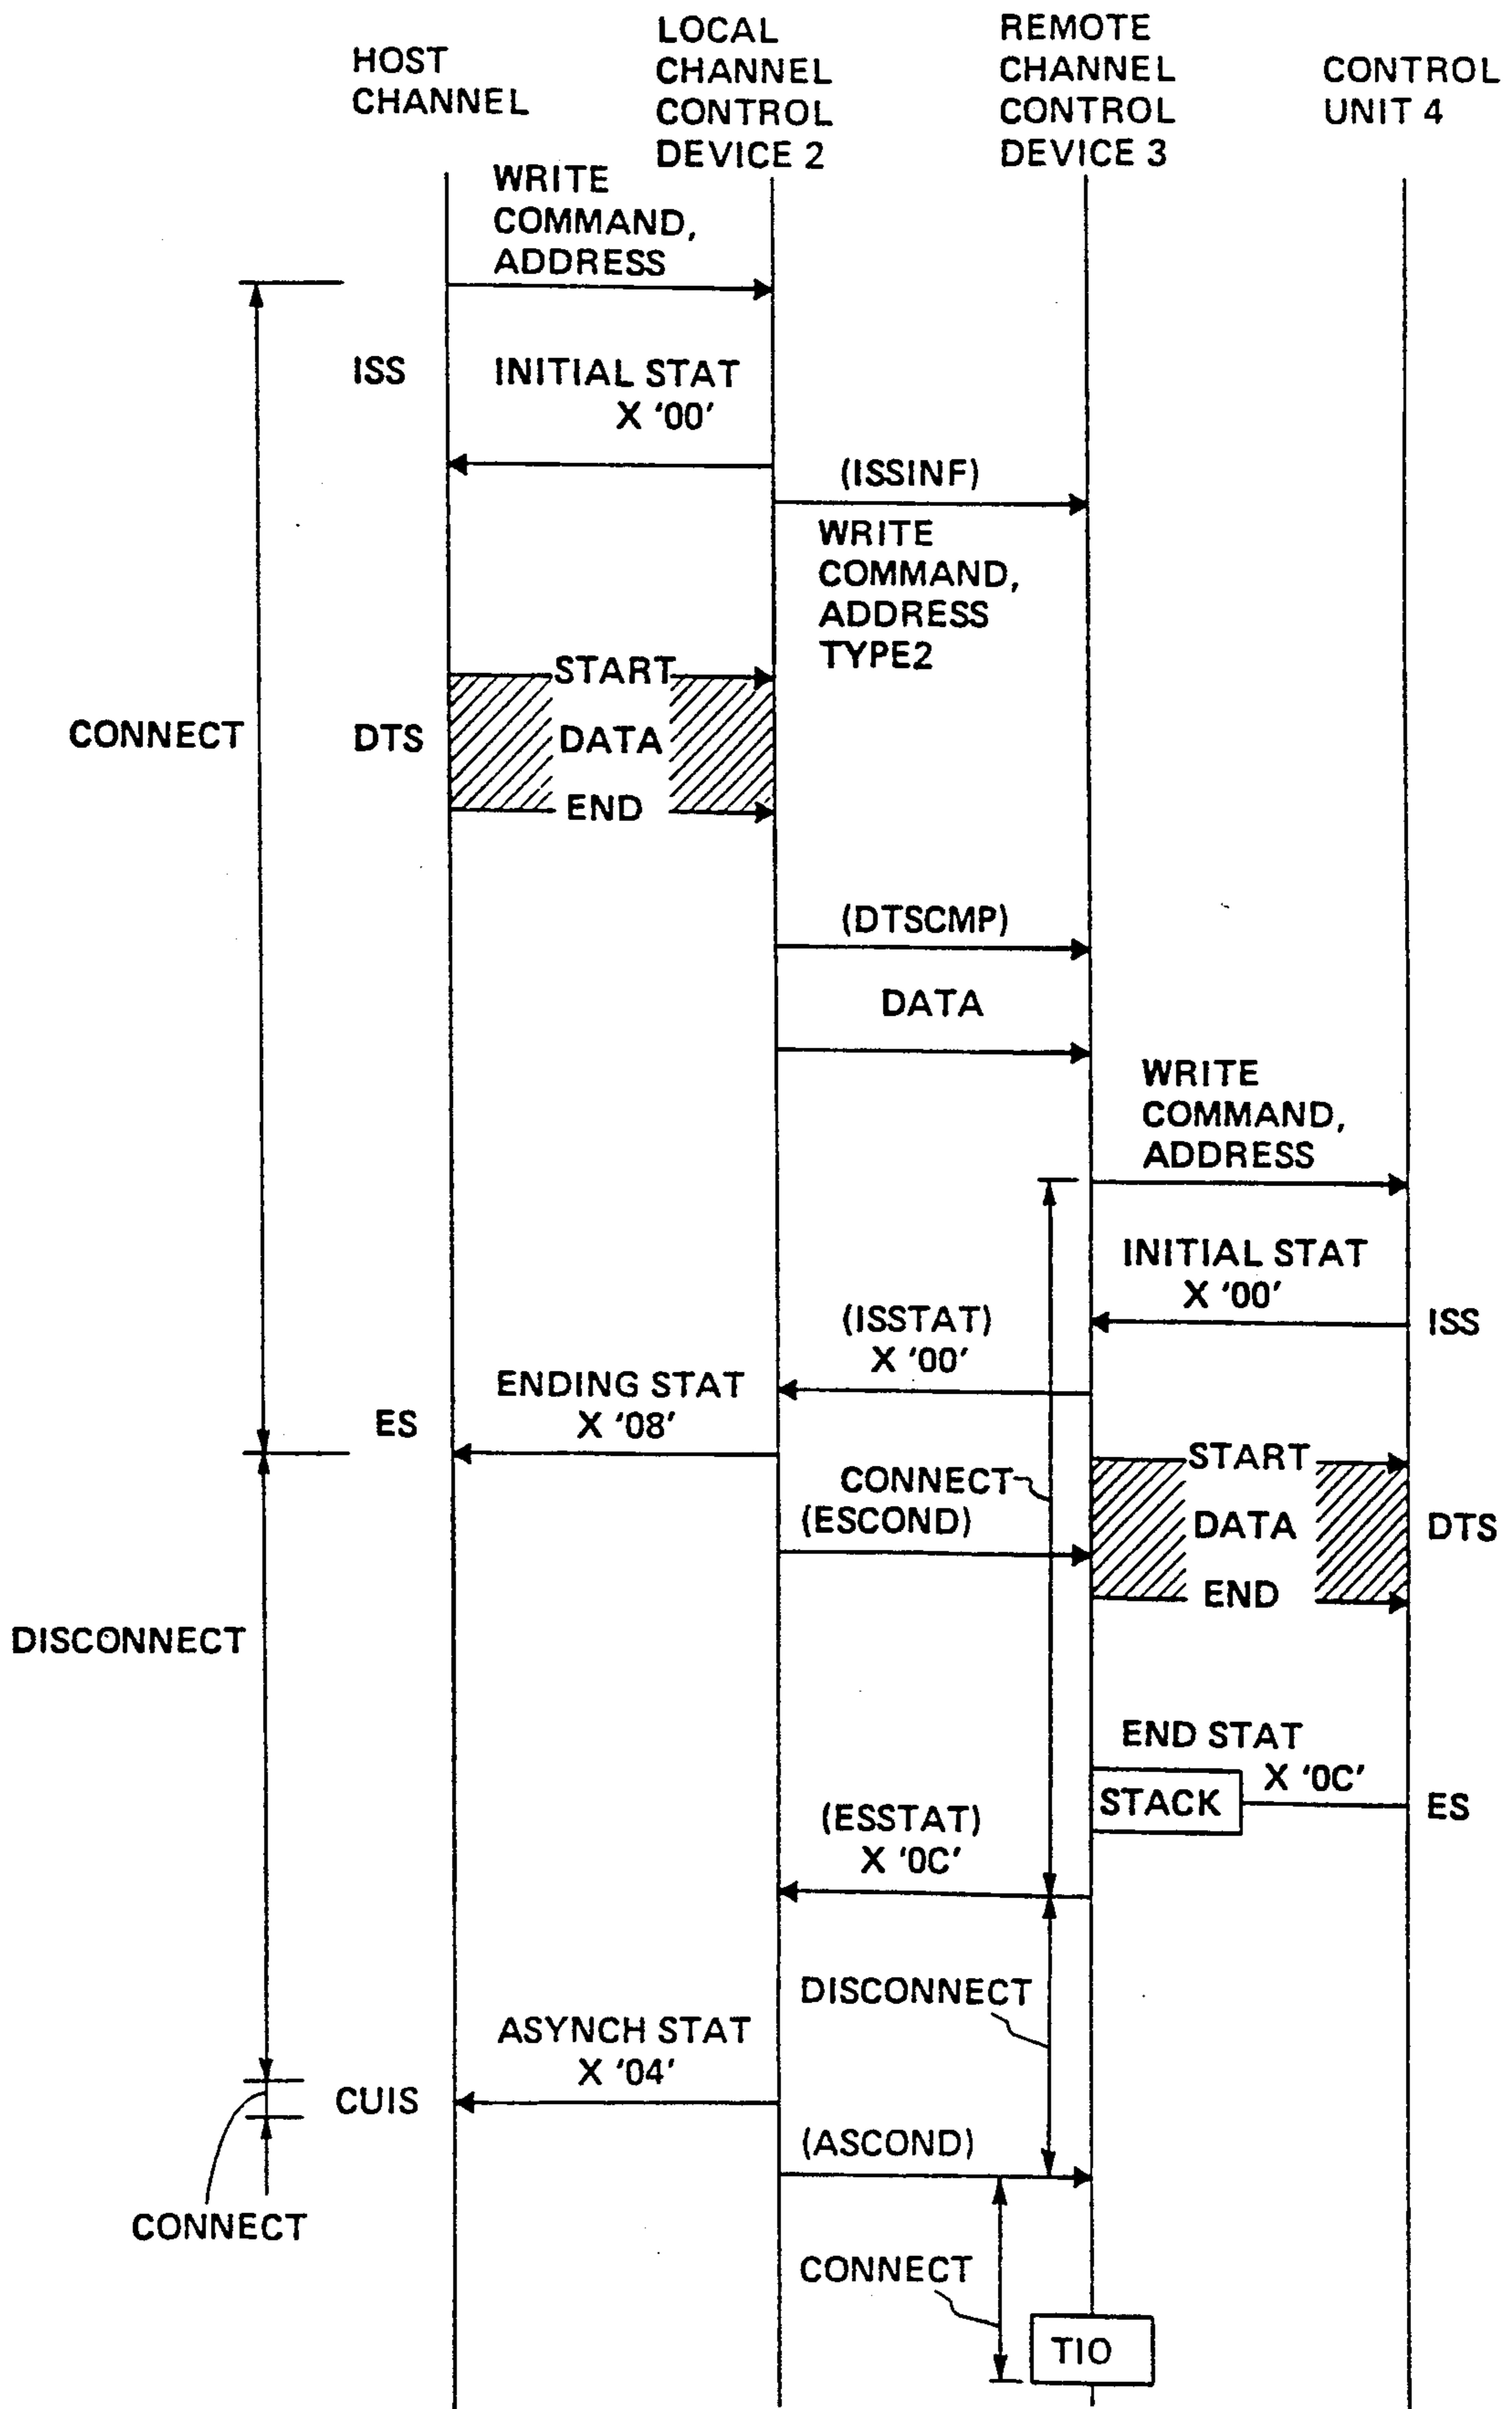 HOST
CHANNEL
LOCAL
CHANNEL
CONTROL
DEVICE 2
REMOTE
CHANNEL
CONTROL
DEVICE 3
CONTROL
UNIT 4
WRITE
COMMAND,
ADDRESS
ISS
INITIAL STAT
X '00'
(ISSINF)
WRITE
COMMAND,
ADDRESS
TYPE2
START
CONNECT
DTS
DATA
END
(DTSCMP)
DATA
WRITE
COMMAND,
ADDRESS
INITIAL STAT
X '00'
ISS
(ISSTAT)
X '00'
ENDING STAT
X '08'
ES
START
CONNECT
(ESCOND)
DATA
DTS
END
DISCONNECT
END STAT
X '0C'
STACK
ES
(ESSTAT)
X '0C'
DISCONNECT
ASYNCH STAT
X '04'
CUIS
(ASCOND)
CONNECT
CONNECT
TIO